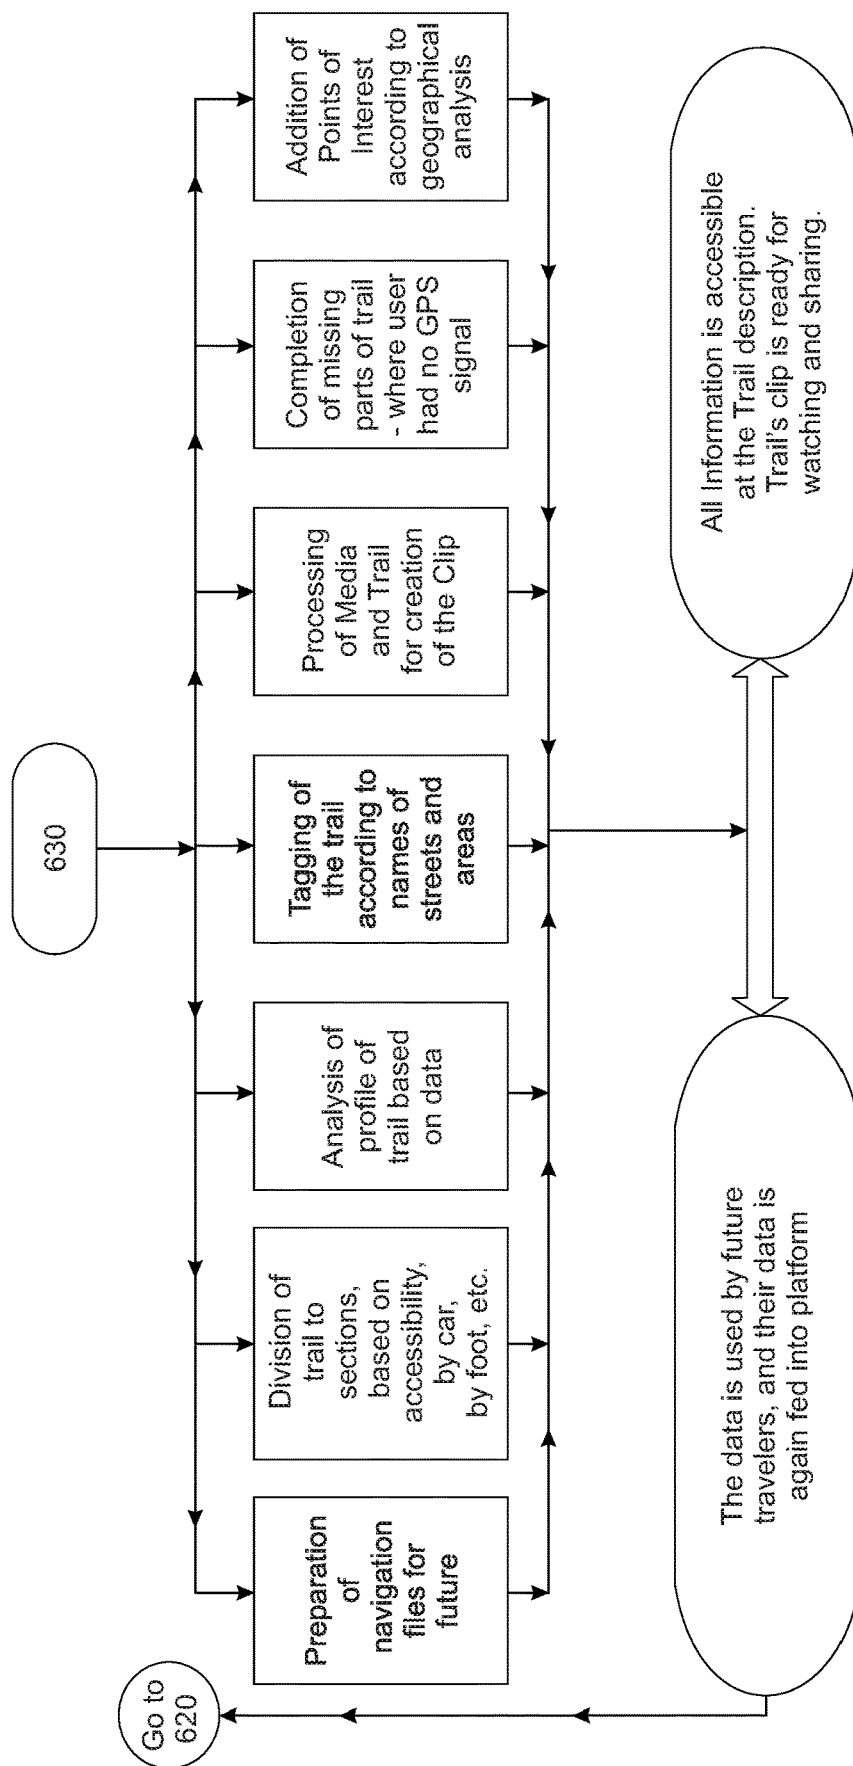 630
Go to
620
Preparation
of
navigation
files for
future
Division of
trail to
sections,
based on
accessibility,
by car,
by foot, etc.
Analysis of
profile of
trail based
on data
Tagging of
the trail
according to
names of
streets and
areas
Processing
of Media
and Trail
for creation
of the Clip
Completion
of missing
parts of trail
- where user
had no GPS
signal
Addition of
Points of
Interest
according to
geographical
analysis
The data is used by future
travelers, and their data is
again fed into platform
All Information is accessible
at the Trail description.
Trail's clip is ready for
watching and sharing.